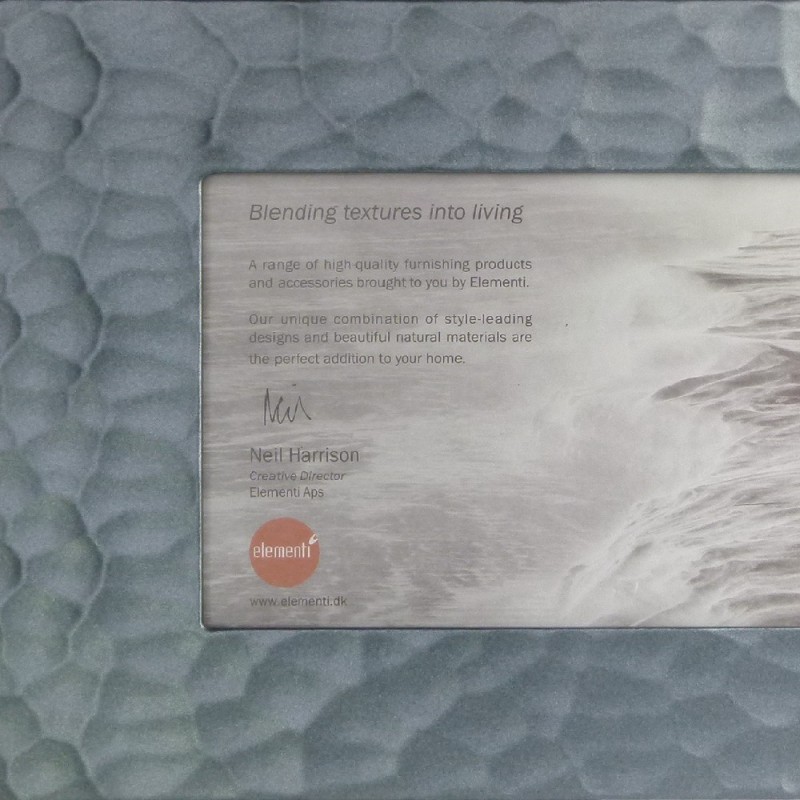 Blending textures into living
A range of high-quality furnishing products
and accessories brought to you by Elementi.
Our unique combination of style-leading
designs and beautiful natural materials are
the perfect addition to your home.
Neil
Neil Harrison
Creative Director
Elementi Aps
elementi
www.elementi.dk